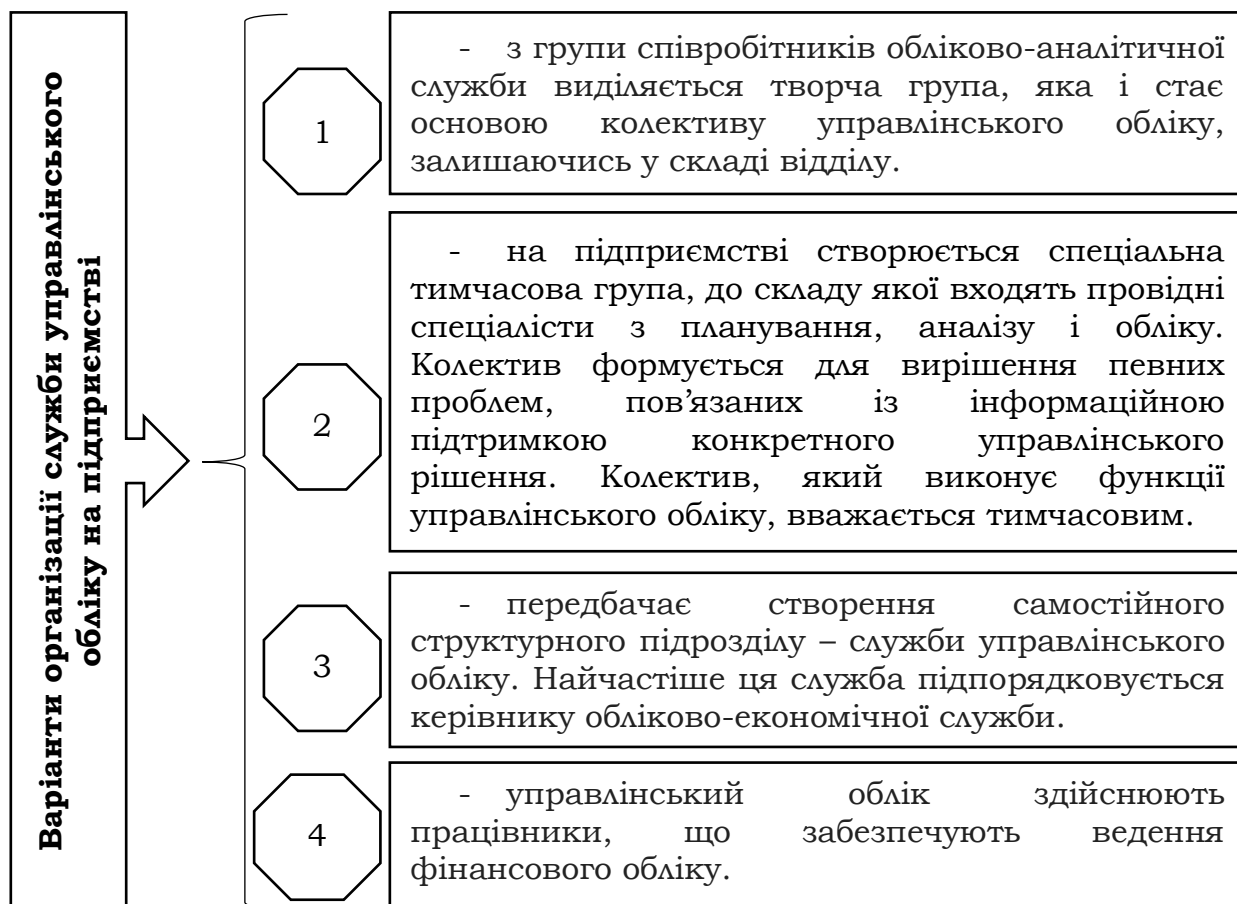 Варіанти організації служби управлінського
обліку на підприємстві
1
- з групи співробітників обліково-аналітичної
служби виділяється творча група, яка і стає
основою колективу управлінського обліку,
залишаючись у складі відділу.
2
- на підприємстві створюється спеціальна
тимчасова група, до складу якої входять провідні
спеціалісти з планування, аналізу і обліку.
Колектив формується для вирішення певних
проблем, пов’язаних із інформаційною
підтримкою конкретного управлінського
рішення. Колектив, який виконує функції
управлінського обліку, вважається тимчасовим.
3
- передбачає створення самостійного
структурного підрозділу – служби управлінського
обліку. Найчастіше ця служба підпорядковується
керівнику обліково-економічної служби.
4
- управлінський облік здійснюють
працівники, що забезпечують ведення
фінансового обліку.